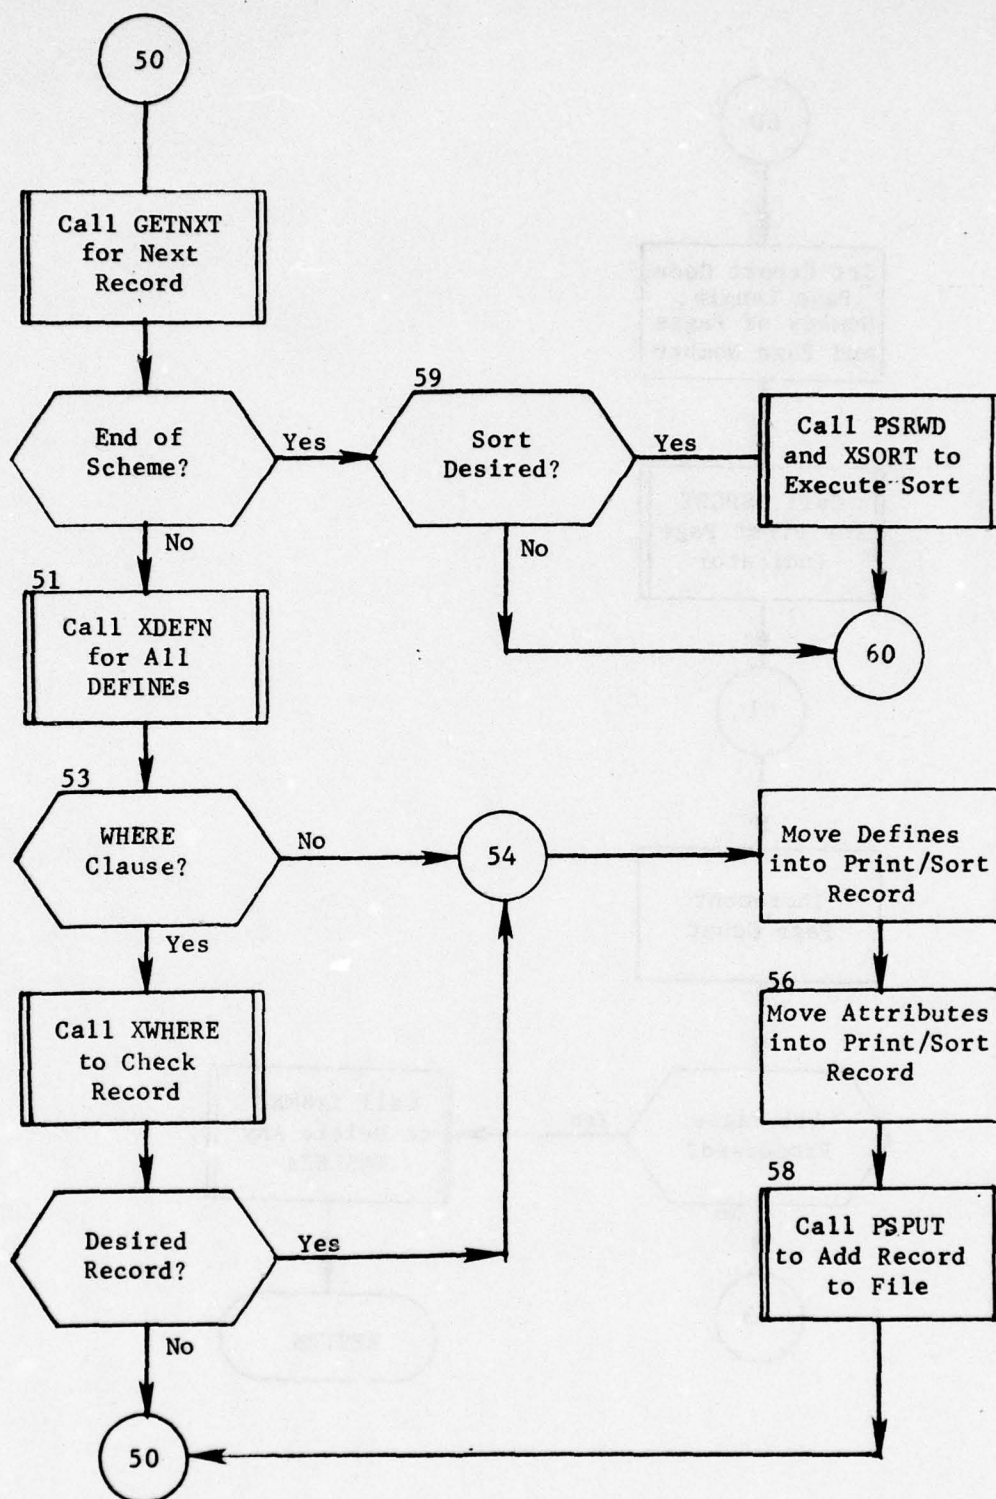 50
Call GETNXT
for Next
Record
End of
Scheme?
Yes
No
59
Sort
Desired?
Yes
No
Call PSRWD
and XSORT to
Execute Sort
60
51
Call XDEFN
for All
DEFINEs
53
WHERE
Clause?
No
Yes
54
Move Defines
into Print/Sort
Record
56
Move Attributes
into Print/Sort
Record
58
Call PSPUT
to Add Record
to File
Call XWHERE
to Check
Record
Desired
Record?
Yes
No
50